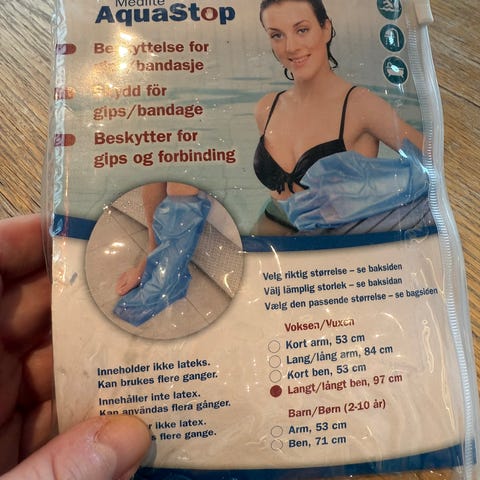 Medlite
AquaStop
Beskyttelse for
gips/bandasje
Skydd för
gips/bandage
Beskytter for
gips og forbinding
Velg riktig størrelse – se baksiden
Välj lämplig storlek – se baksidan
Vælg den passende størrelse – se bagsiden
Voksen/Vuxen
Kort arm, 53 cm
Lang/lång arm, 84 cm
Kort ben, 53 cm
Langt/långt ben, 97 cm
Barn/Børn (2-10 år)
Arm, 53 cm
Ben, 71 cm
Inneholder ikke lateks.
Kan brukes flere ganger.
Innehåller inte latex.
Kan användas flera gånger.
ikke latex.
flere gange.